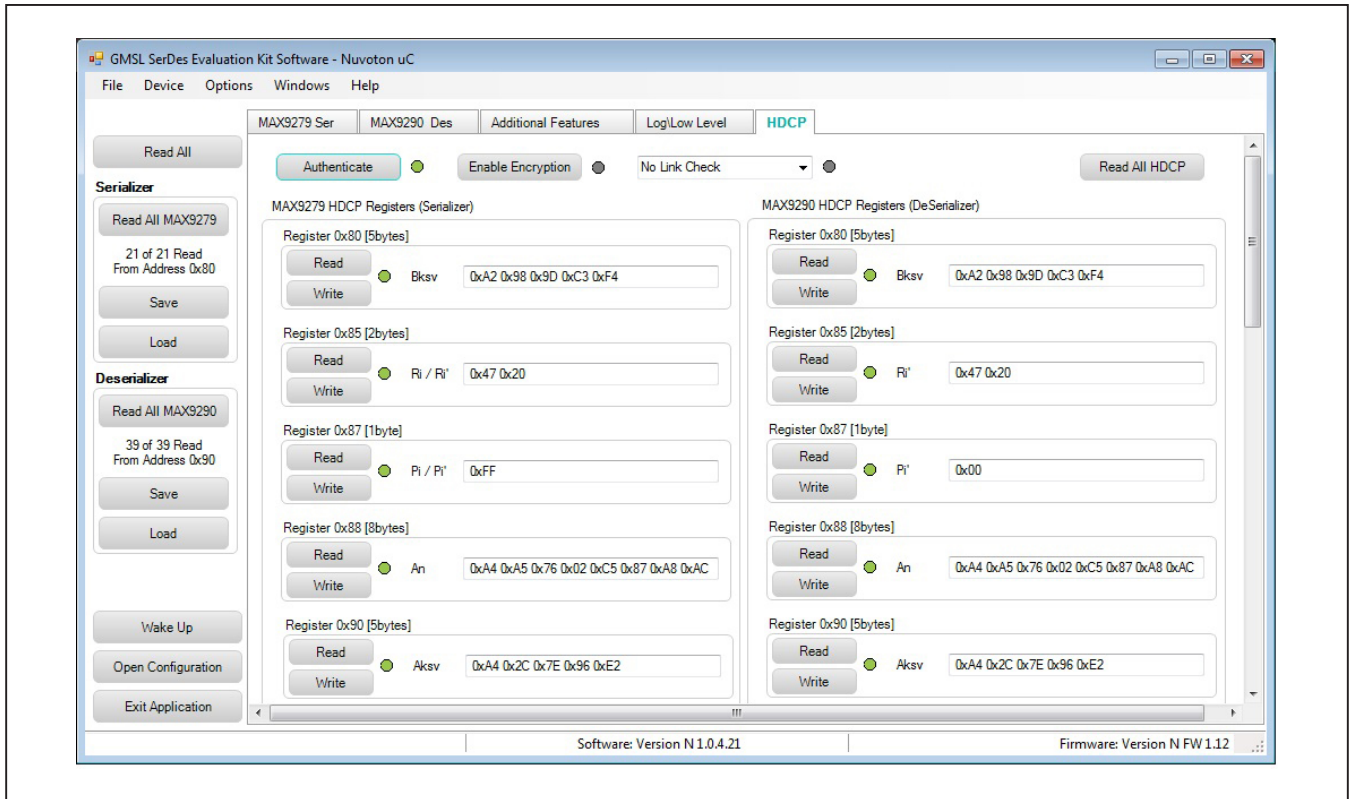 GMSL SerDes Evaluation Kit Software - Nuvoton uC
File Device Options Windows Help
MAX9279 Ser MAX9290 Des Additional Features Log\Low Level HDCP
Read All
Serializer
Read All MAX9279
21 of 21 Read
From Address 0x80
Save
Load
Deserializer
Read All MAX9290
39 of 39 Read
From Address 0x90
Save
Load
Wake Up
Open Configuration
Exit Application
Authenticate Enable Encryption No Link Check Read All HDCP
MAX9279 HDCP Registers (Serializer)
Register 0x80 [5bytes]
Read
Bksv 0xA2 0x98 0x9D 0xC3 0xF4
Write
Register 0x85 [2bytes]
Read
Ri / Ri' 0x47 0x20
Write
Register 0x87 [1byte]
Read
Pi / Pi' 0xFF
Write
Register 0x88 [8bytes]
Read
An 0xA4 0xA5 0x76 0x02 0xC5 0x87 0xA8 0xAC
Write
Register 0x90 [5bytes]
Read
Aksv 0xA4 0x2C 0x7E 0x96 0xE2
Write
MAX9290 HDCP Registers (DeSerializer)
Register 0x80 [5bytes]
Read
Bksv 0xA2 0x98 0x9D 0xC3 0xF4
Write
Register 0x85 [2bytes]
Read
Ri' 0x47 0x20
Write
Register 0x87 [1byte]
Read
Pi' 0x00
Write
Register 0x88 [8bytes]
Read
An 0xA4 0xA5 0x76 0x02 0xC5 0x87 0xA8 0xAC
Write
Register 0x90 [5bytes]
Read
Aksv 0xA4 0x2C 0x7E 0x96 0xE2
Write
Software: Version N 1.0.4.21 Firmware: Version N FW 1.12